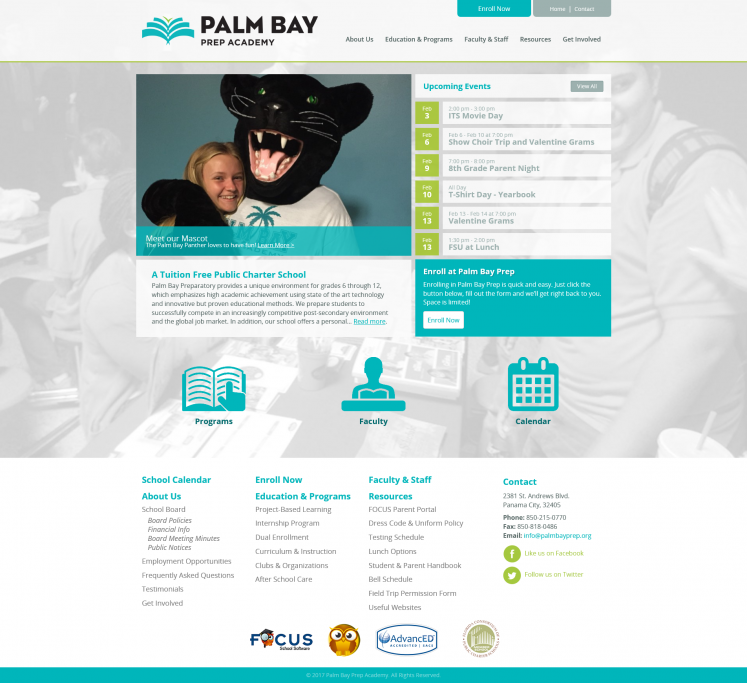 Enroll Now
Home | Contact
PALM BAY
PREP ACADEMY
About Us Education & Programs Faculty & Staff Resources Get Involved
Meet our Mascot
The Palm Bay Panther loves to have fun! Learn More >
Upcoming Events
View All
Feb
3
2:00 pm - 3:00 pm
ITS Movie Day
Feb
6
Feb 6 - Feb 10 at 7:00 pm
Show Choir Trip and Valentine Grams
Feb
9
7:00 pm - 8:00 pm
8th Grade Parent Night
Feb
10
All Day
T-Shirt Day - Yearbook
Feb
13
Feb 13 - Feb 14 at 7:00 pm
Valentine Grams
Feb
13
1:30 pm - 2:00 pm
FSU at Lunch
A Tuition Free Public Charter School
Palm Bay Preparatory provides a unique environment for grades 6 through 12,
which emphasizes high academic achievement using state of the art technology
and innovative but proven educational methods. We prepare students to
successfully compete in an increasingly competitive post-secondary environment
and the global job market. In addition, our school offers a personal... Read more.
Enroll at Palm Bay Prep
Enrolling in Palm Bay Prep is quick and easy. Just click the
button below, fill out the form and we'll get right back to you.
Space is limited!
Enroll Now
Programs
Faculty
Calendar
School Calendar
About Us
School Board
Board Policies
Financial Info
Board Meeting Minutes
Public Notices
Employment Opportunities
Frequently Asked Questions
Testimonials
Get Involved
Enroll Now
Education & Programs
Project-Based Learning
Internship Program
Dual Enrollment
Curriculum & Instruction
Clubs & Organizations
After School Care
Faculty & Staff
Resources
FOCUS Parent Portal
Dress Code & Uniform Policy
Testing Schedule
Lunch Options
Student & Parent Handbook
Bell Schedule
Field Trip Permission Form
Useful Websites
Contact
2381 St. Andrews Blvd.
Panama City, 32405
Phone: 850-215-0770
Fax: 850-818-0486
Email: info@palmbayprep.org
Like us on Facebook
Follow us on Twitter
FOCUS
School Software
AdvancED
ACCREDITED | SACS
© 2017 Palm Bay Prep Academy. All Rights Reserved